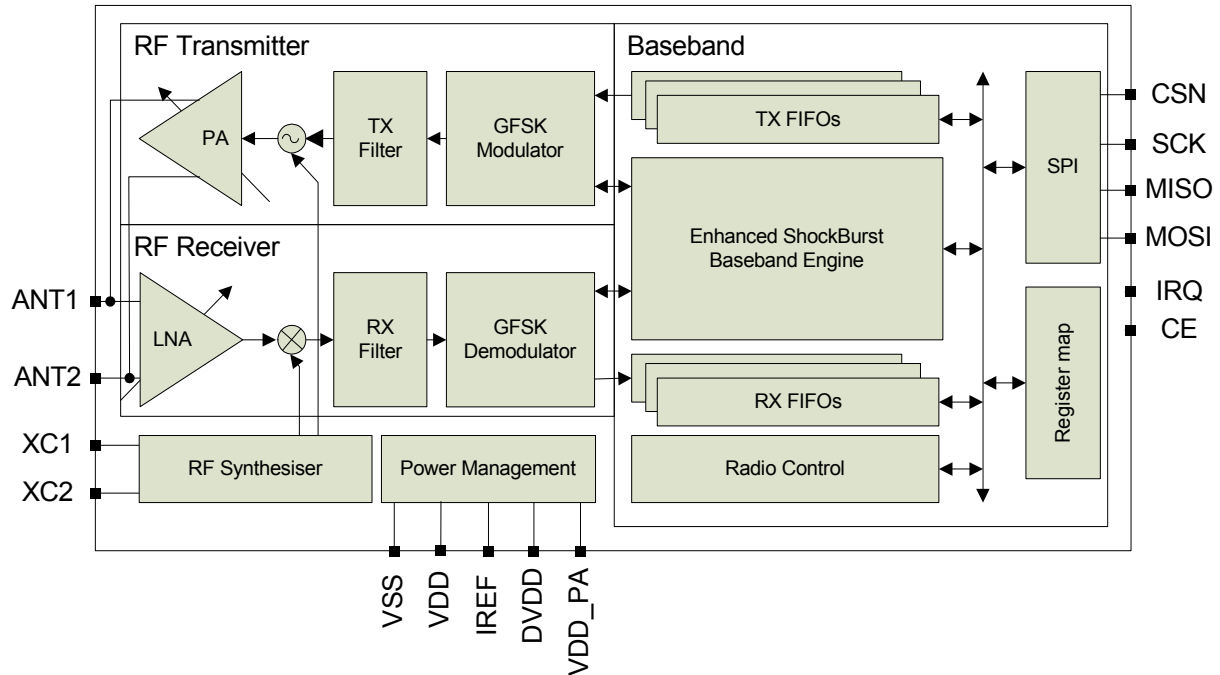 RF Transmitter
Baseband
PA
TX
Filter
GFSK
Modulator
TX FIFOs
SPI
CSN
SCK
MISO
MOSI
Enhanced ShockBurst
Baseband Engine
RF Receiver
ANT1
ANT2
LNA
RX
Filter
GFSK
Demodulator
RX FIFOs
Register map
IRQ
CE
XC1
XC2
RF Synthesiser
Power Management
Radio Control
VSS
VDD
IREF
DVDD
VDD_PA